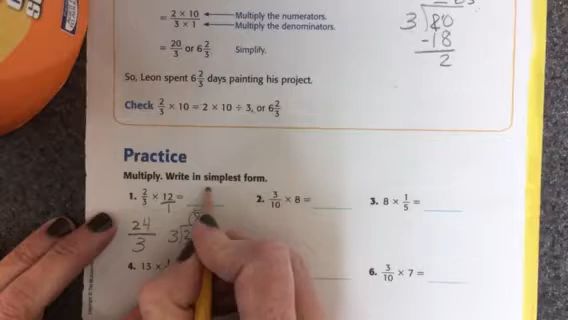 = 2 × 10 / 3 × 1 Multiply the numerators.
Multiply the denominators.
= 20/3 or 6 2/3 Simplify.
So, Leon spent 6 2/3 days painting his project.
Check 2/3 × 10 = 2 × 10 ÷ 3, or 6 2/3
3
-18
2
Practice
Multiply. Write in simplest form.
1. 2/3 × 12/1 =
2. 3/10 × 8 =
3. 8 × 1/5 =
24/3
3 2
4. 13 ×
6. 3/10 × 7 =